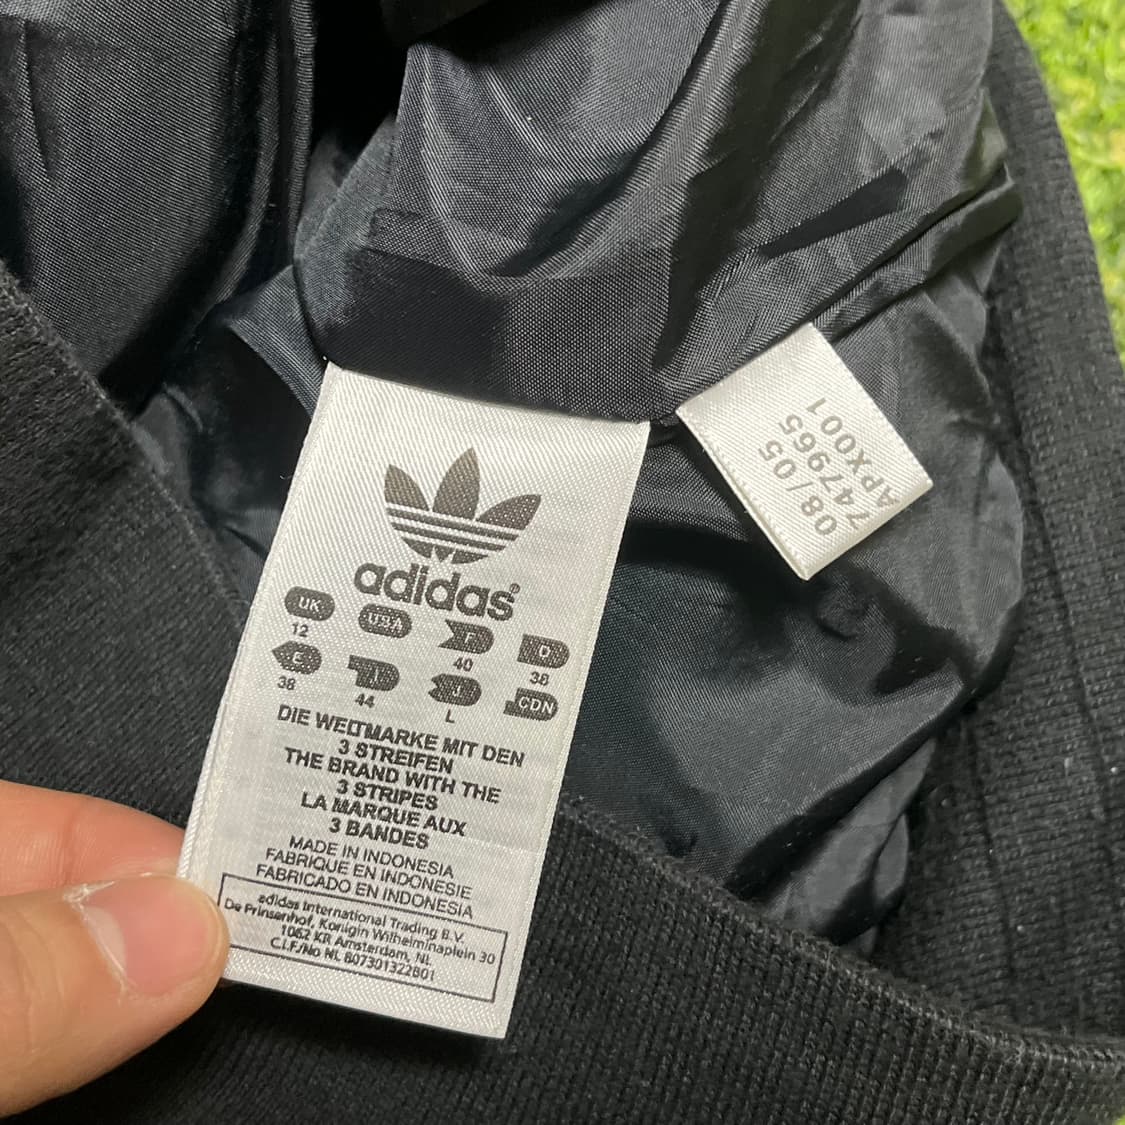 adidas®
UK USA F D
12 40 38
E I J CDN
38 44 L
DIE WELTMARKE MIT DEN
3 STREIFEN
THE BRAND WITH THE
3 STRIPES
LA MARQUE AUX
3 BANDES
MADE IN INDONESIA
FABRIQUE EN INDONESIE
FABRICADO EN INDONESIA
adidas International Trading B.V.
De Prinsenhof, Koningin Wilhelminaplein 30
1062 KR Amsterdam, NL
C.I.F./No NL 807301322B01
08/05
747965
APX001